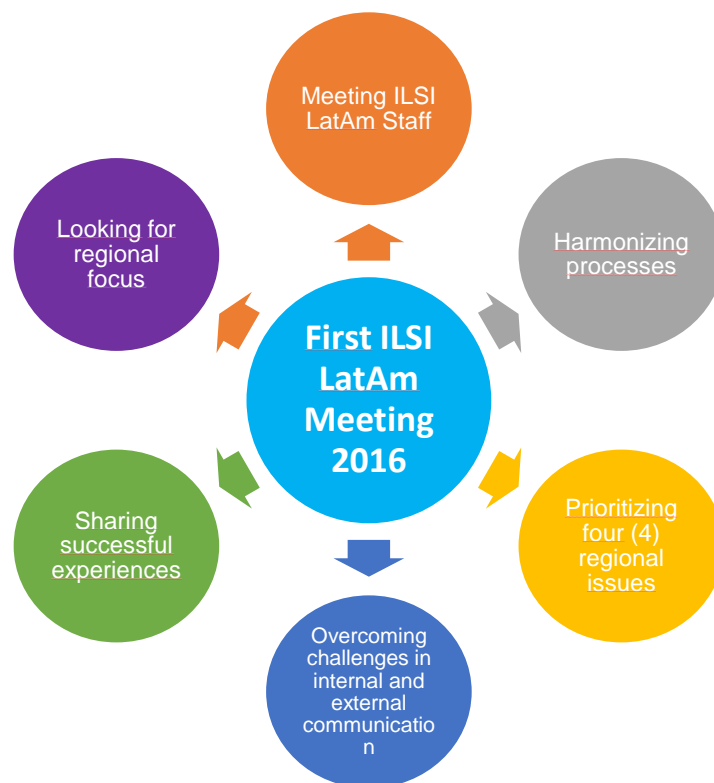 Meeting ILSI
LatAm Staff
Looking for
regional
focus
Harmonizing
processes
First ILSI
LatAm
Meeting
2016
Sharing
successful
experiences
Prioritizing
four (4)
regional
issues
Overcoming
challenges in
internal and
external
communicatio
n